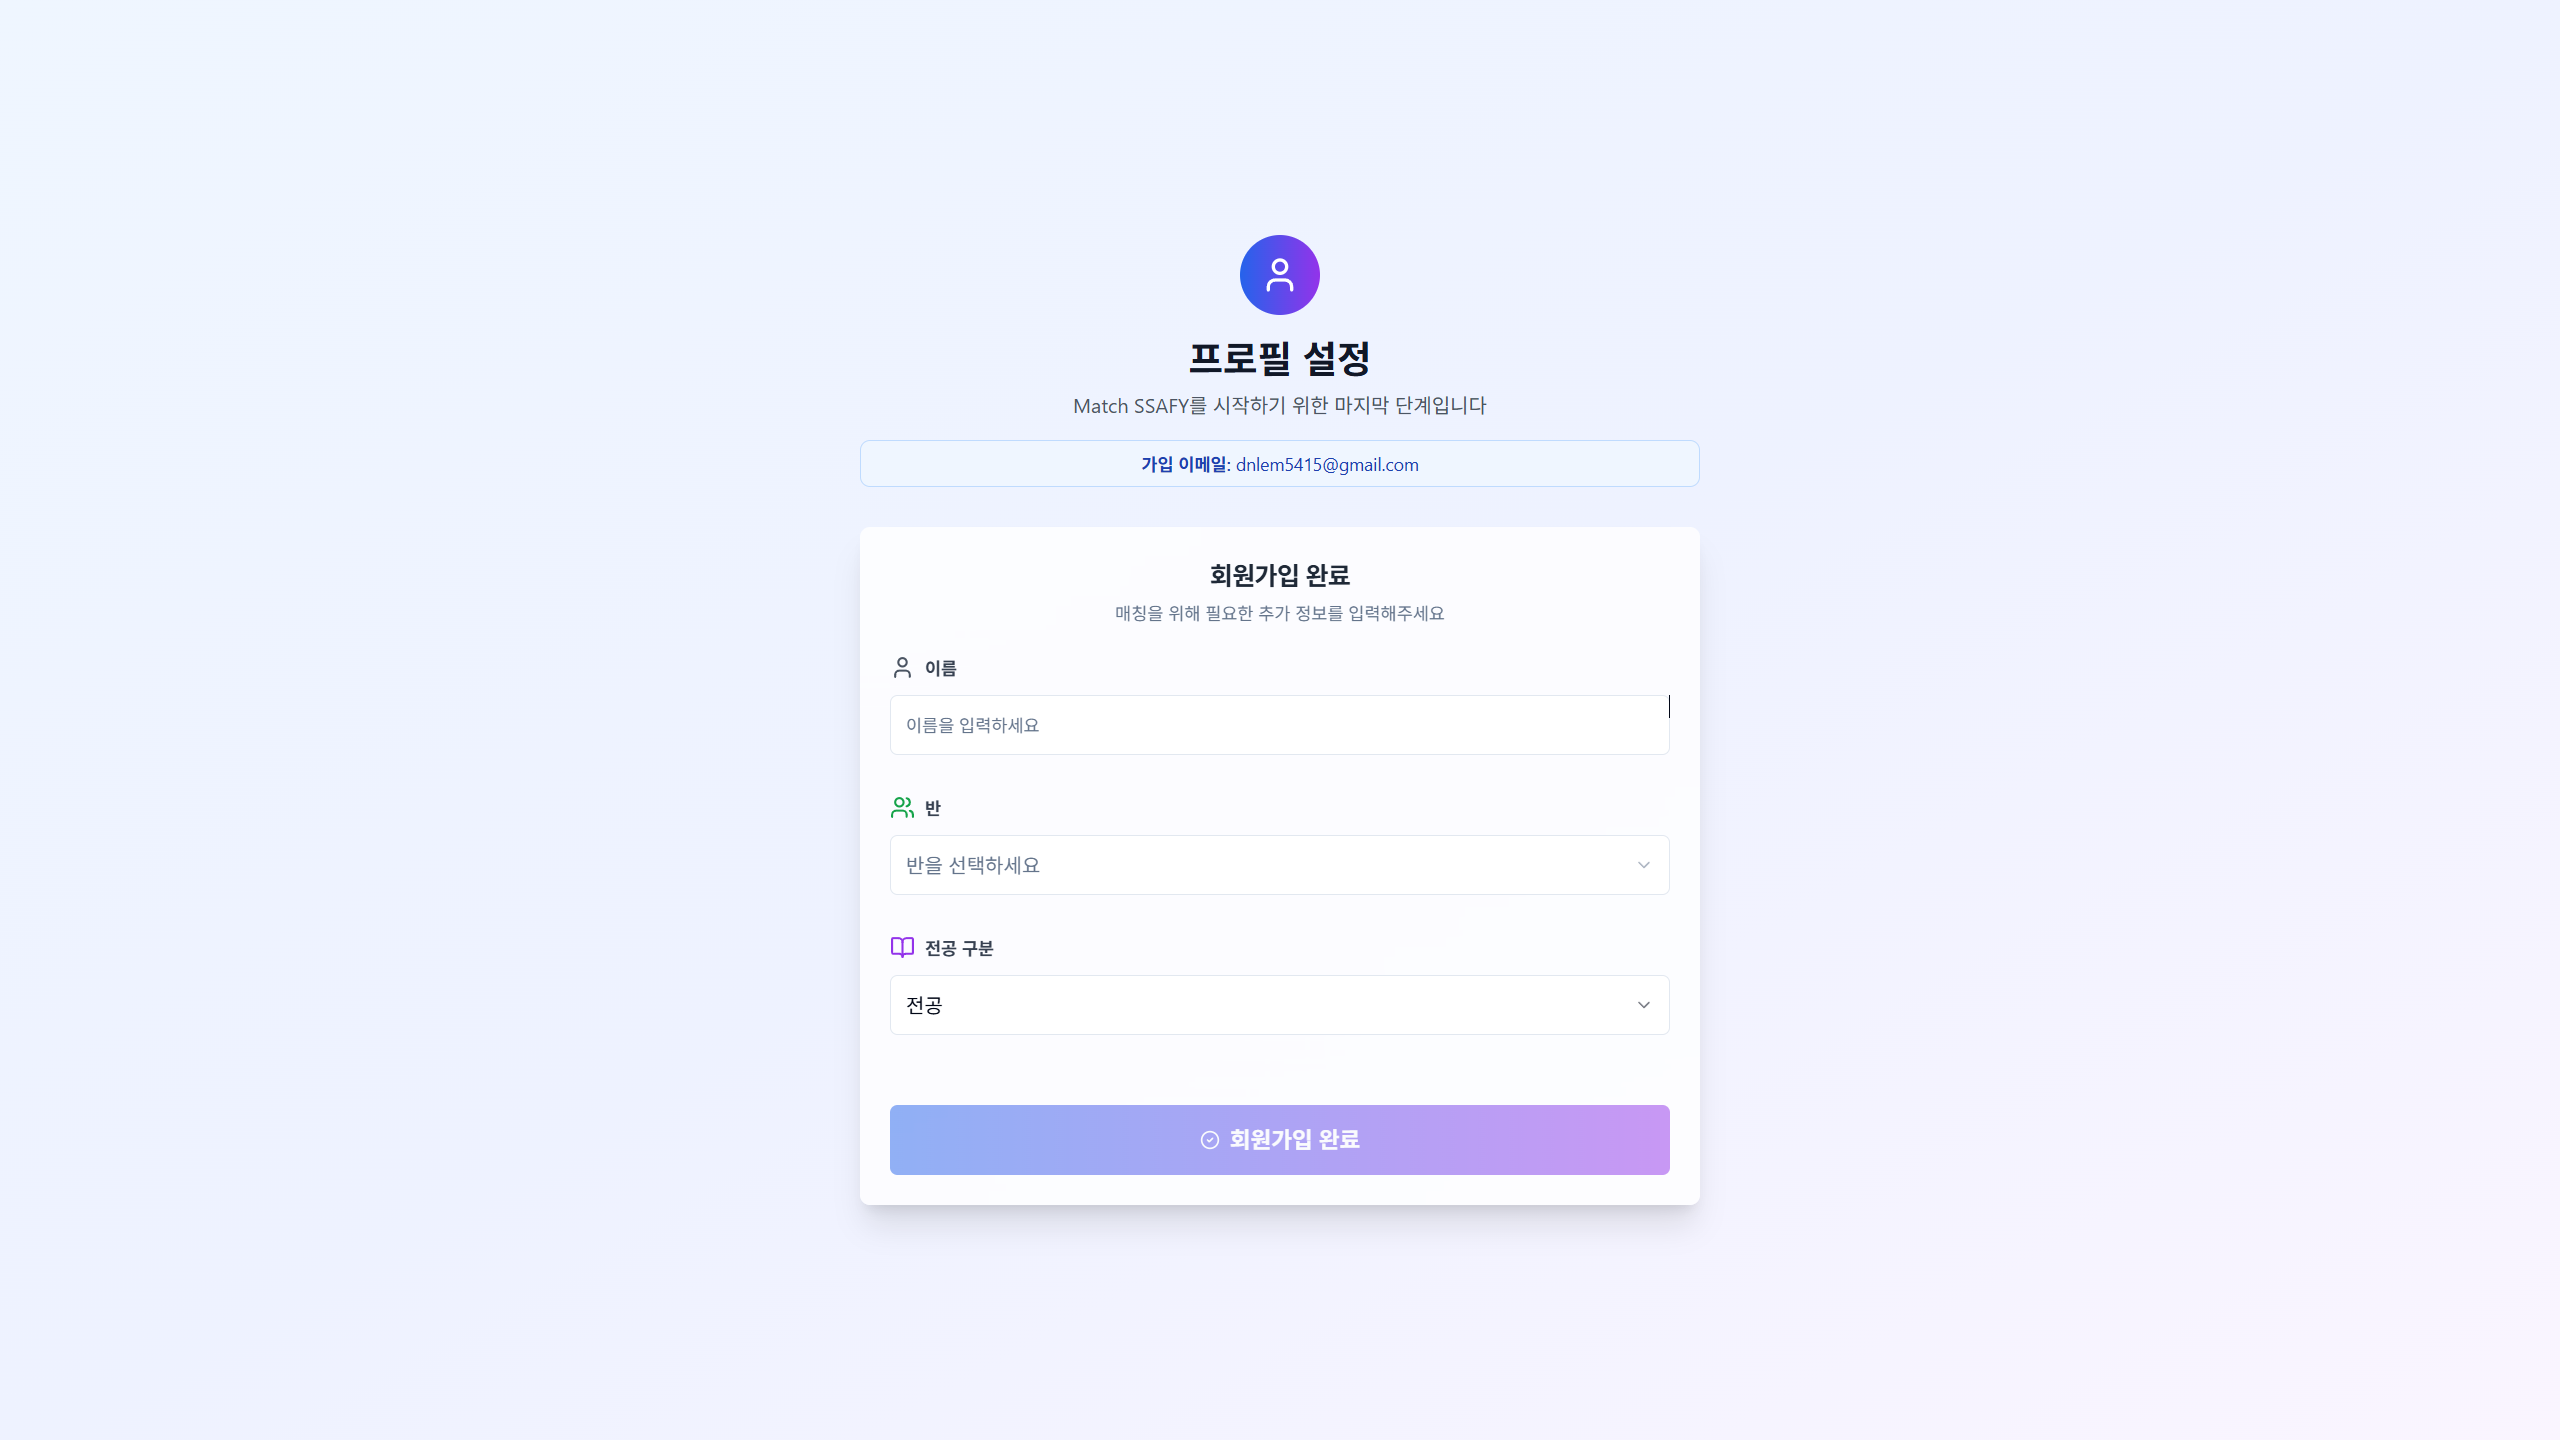 프로필 설정
Match SSAFY를 시작하기 위한 마지막 단계입니다
가입 이메일: dnlem5415@gmail.com
회원가입 완료
매칭을 위해 필요한 추가 정보를 입력해주세요
이름
이름을 입력하세요
반
반을 선택하세요
전공 구분
전공
회원가입 완료